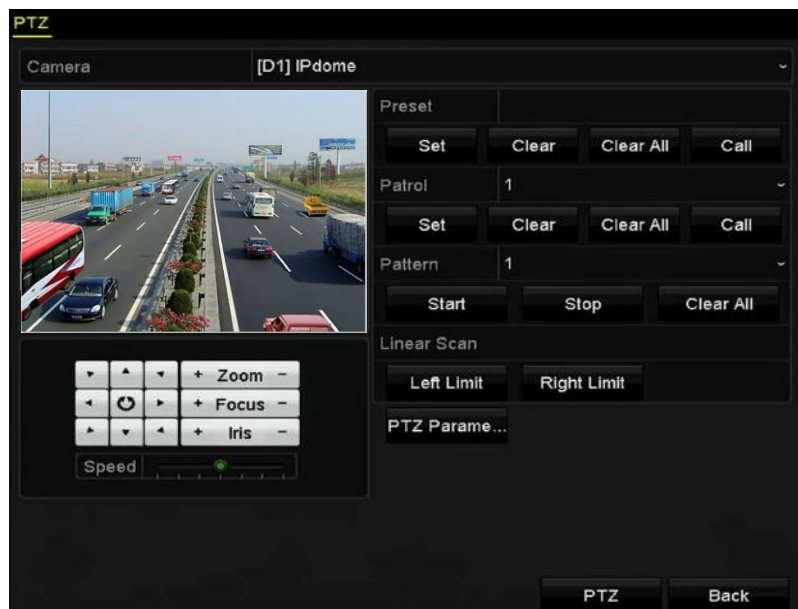 PTZ
Camera [D1] IPdome
Preset
Set Clear Clear All Call
Patrol 1
Set Clear Clear All Call
Pattern 1
Start Stop Clear All
Linear Scan
Left Limit Right Limit
PTZ Parame...
+ Zoom -
+ Focus -
+ Iris -
Speed
PTZ Back